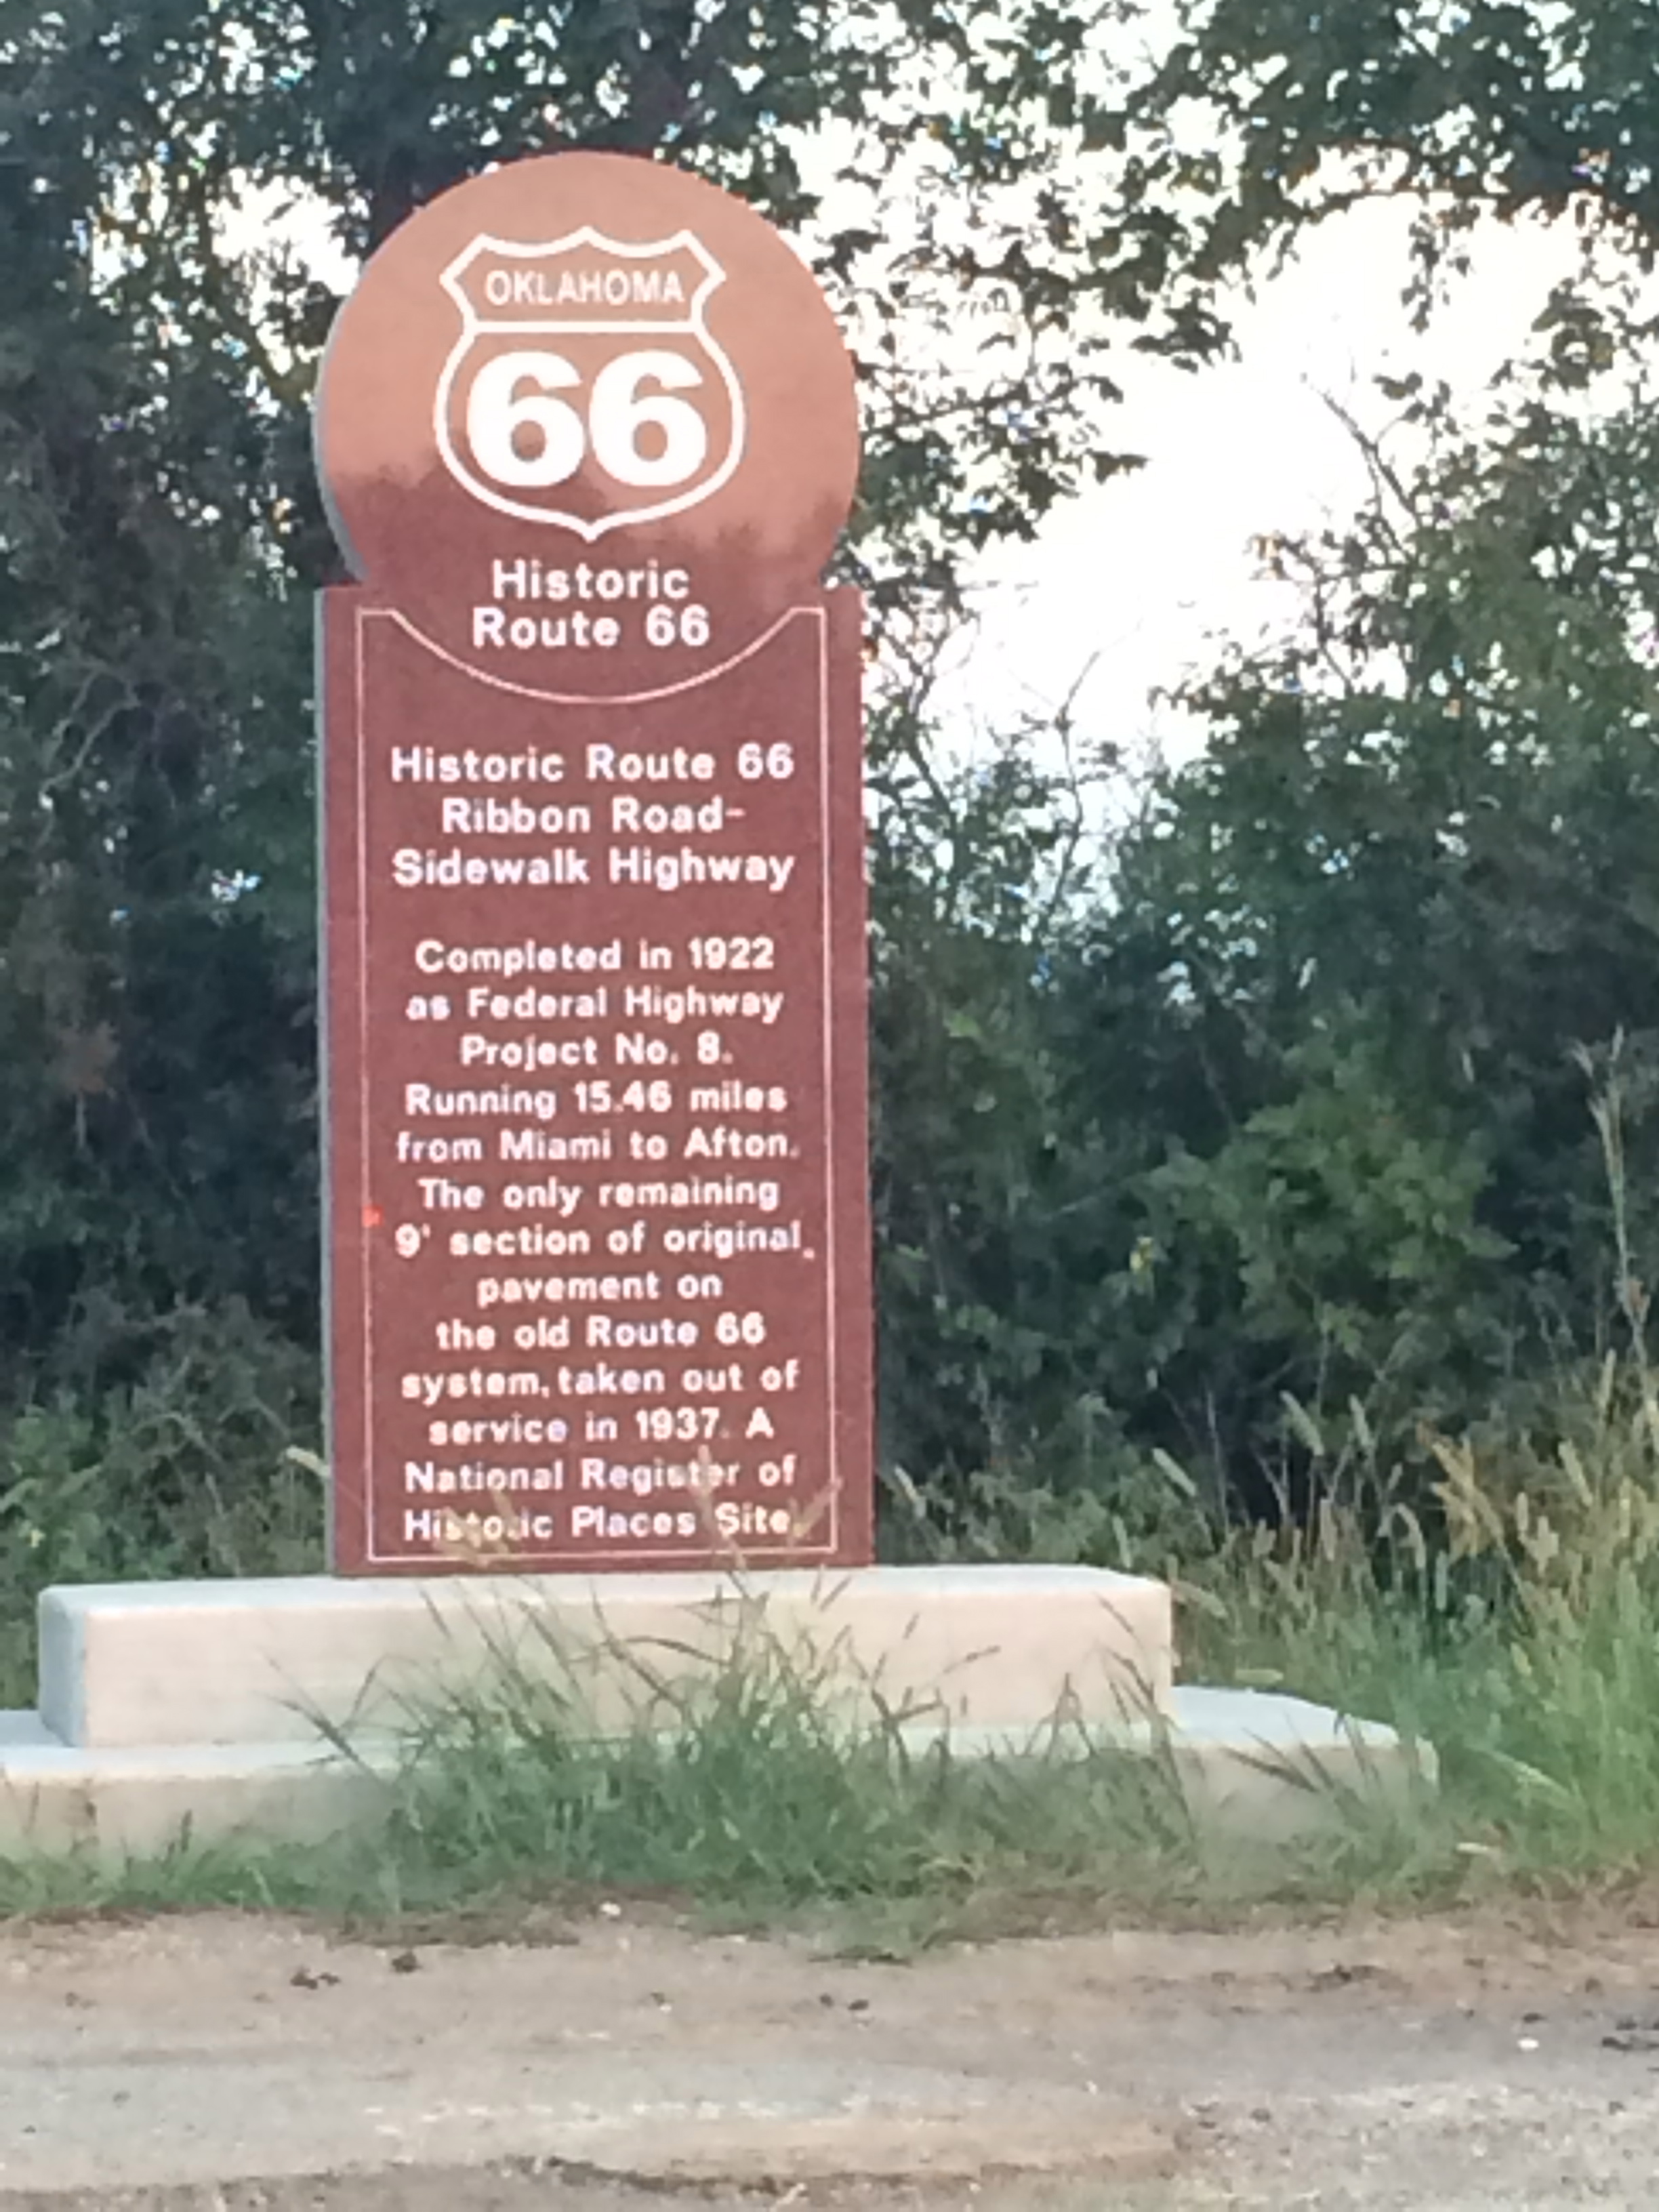 OKLAHOMA
66
Historic
Route 66
Historic Route 66
Ribbon Road-
Sidewalk Highway
Completed in 1922
as Federal Highway
Project No. 8.
Running 15.46 miles
from Miami to Afton.
The only remaining
9' section of original
pavement on
the old Route 66
system, taken out of
service in 1937. A
National Register of
Historic Places Site.